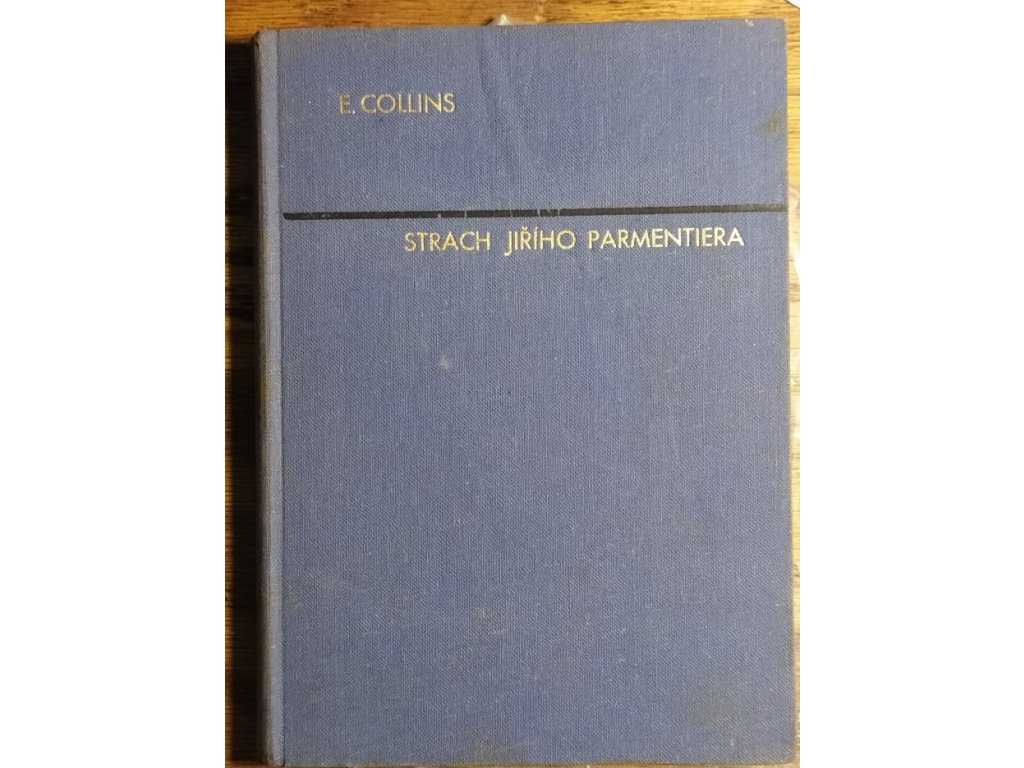 E. COLLINS
STRACH JIŘÍHO PARMENTIERA